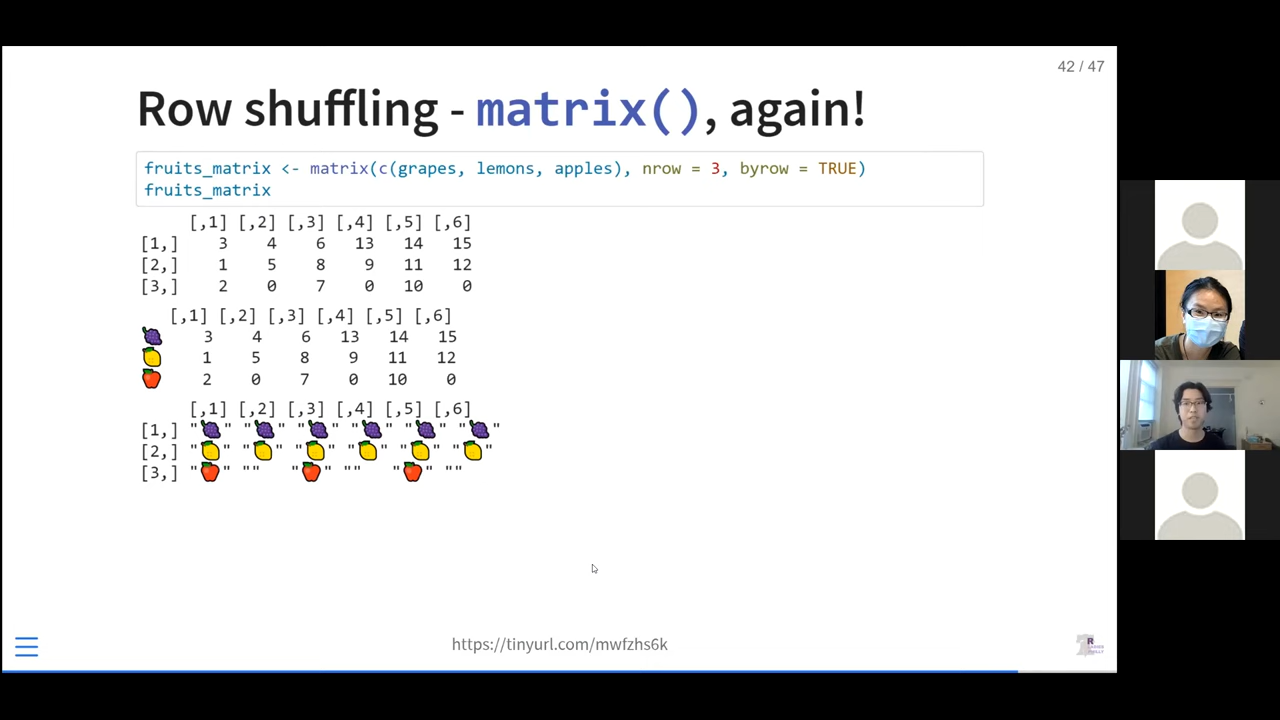 42 / 47
Row shuffling - matrix(), again!
fruits_matrix <- matrix(c(grapes, lemons, apples), nrow = 3, byrow = TRUE)
fruits_matrix
[,1] [,2] [,3] [,4] [,5] [,6]
[1,] 3 4 6 13 14 15
[2,] 1 5 8 9 11 12
[3,] 2 0 7 0 10 0
[,1] [,2] [,3] [,4] [,5] [,6]
🍇 3 4 6 13 14 15
🍋 1 5 8 9 11 12
🍎 2 0 7 0 10 0
[,1] [,2] [,3] [,4] [,5] [,6]
[1,] "🍇" "🍇" "🍇" "🍇" "🍇" "🍇"
[2,] "🍋" "🍋" "🍋" "🍋" "🍋" "🍋"
[3,] "🍎" "" "🍎" "" "🍎" ""
https://tinyurl.com/mwfzhs6k
R